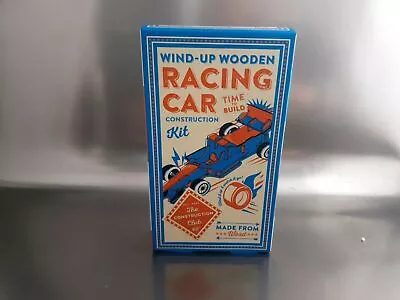 WIND-UP WOODEN
RACING
CAR
TIME
TO
BUILD
CONSTRUCTION
Kit
The
CONSTRUCTION
Club
MADE FROM
Wood